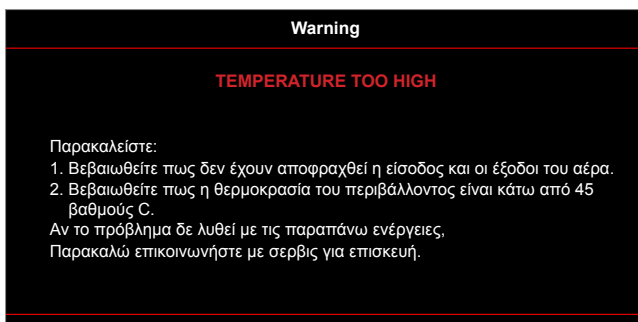 Warning
TEMPERATURE TOO HIGH
Παρακαλείστε:
1. Βεβαιωθείτε πως δεν έχουν αποφραχθεί η είσοδος και οι έξοδοι του αέρα.
2. Βεβαιωθείτε πως η θερμοκρασία του περιβάλλοντος είναι κάτω από 45
βαθμούς C.
Αν το πρόβλημα δε λυθεί με τις παραπάνω ενέργειες,
Παρακαλώ επικοινωνήστε με σερβις για επισκευή.